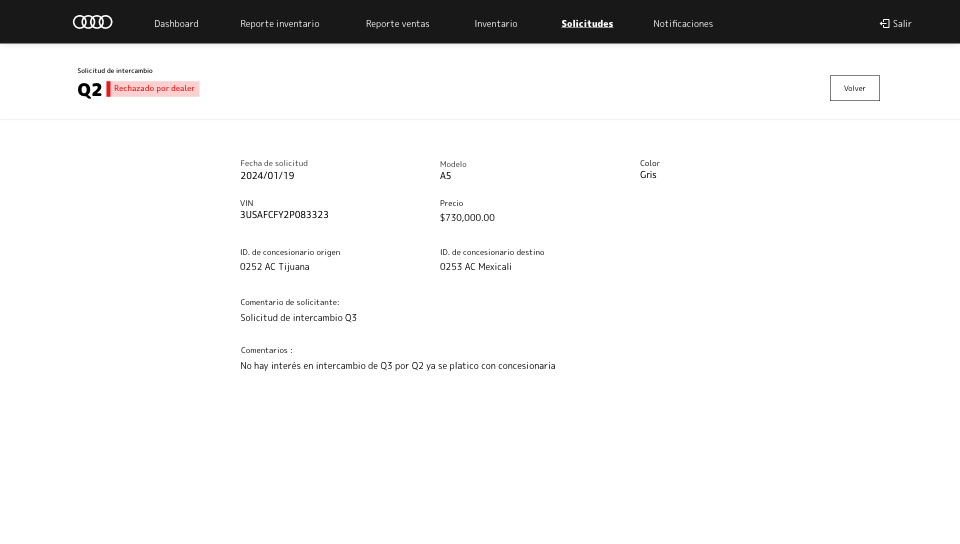 Dashboard Reporte inventario Reporte ventas Inventario Solicitudes Notificaciones Salir
Solicitud de intercambio
Q2 Rechazado por dealer
Volver
Fecha de solicitud Modelo Color
2024/01/19 A5 Gris
VIN Precio
3USAFCFY2P083323 $730,000.00
ID. de concesionario origen ID. de concesionario destino
0252 AC Tijuana 0253 AC Mexicali
Comentario de solicitante:
Solicitud de intercambio Q3
Comentarios :
No hay interés en intercambio de Q3 por Q2 ya se platico con concesionaria